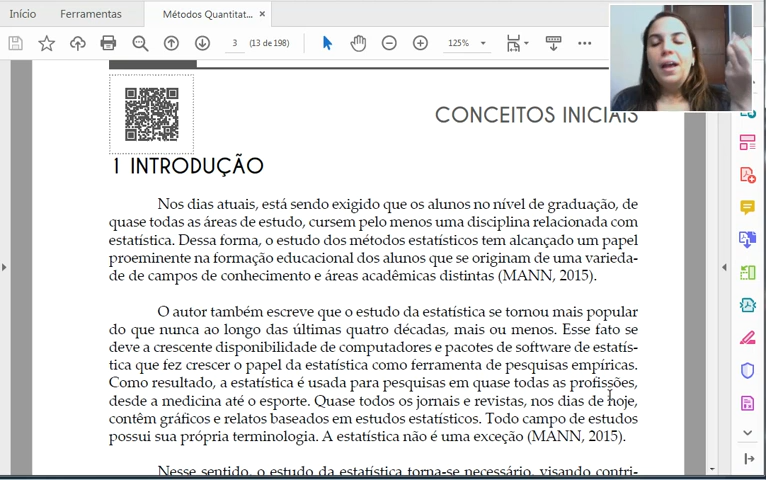 Início
Ferramentas
Métodos Quantitat... ×
3 (13 de 198)
125%
CONCEITOS INICIAIS
1 INTRODUÇÃO
Nos dias atuais, está sendo exigido que os alunos no nível de graduação, de
quase todas as áreas de estudo, cursem pelo menos uma disciplina relacionada com
estatística. Dessa forma, o estudo dos métodos estatísticos tem alcançado um papel
proeminente na formação educacional dos alunos que se originam de uma varieda-
de de campos de conhecimento e áreas acadêmicas distintas (MANN, 2015).
O autor também escreve que o estudo da estatística se tornou mais popular
do que nunca ao longo das últimas quatro décadas, mais ou menos. Esse fato se
deve a crescente disponibilidade de computadores e pacotes de software de estatís-
tica que fez crescer o papel da estatística como ferramenta de pesquisas empíricas.
Como resultado, a estatística é usada para pesquisas em quase todas as profissões,
desde a medicina até o esporte. Quase todos os jornais e revistas, nos dias de hoje,
contêm gráficos e relatos baseados em estudos estatísticos. Todo campo de estudos
possui sua própria terminologia. A estatística não é uma exceção (MANN, 2015).
Nesse sentido, o estudo da estatística torna-se necessário, visando contri-